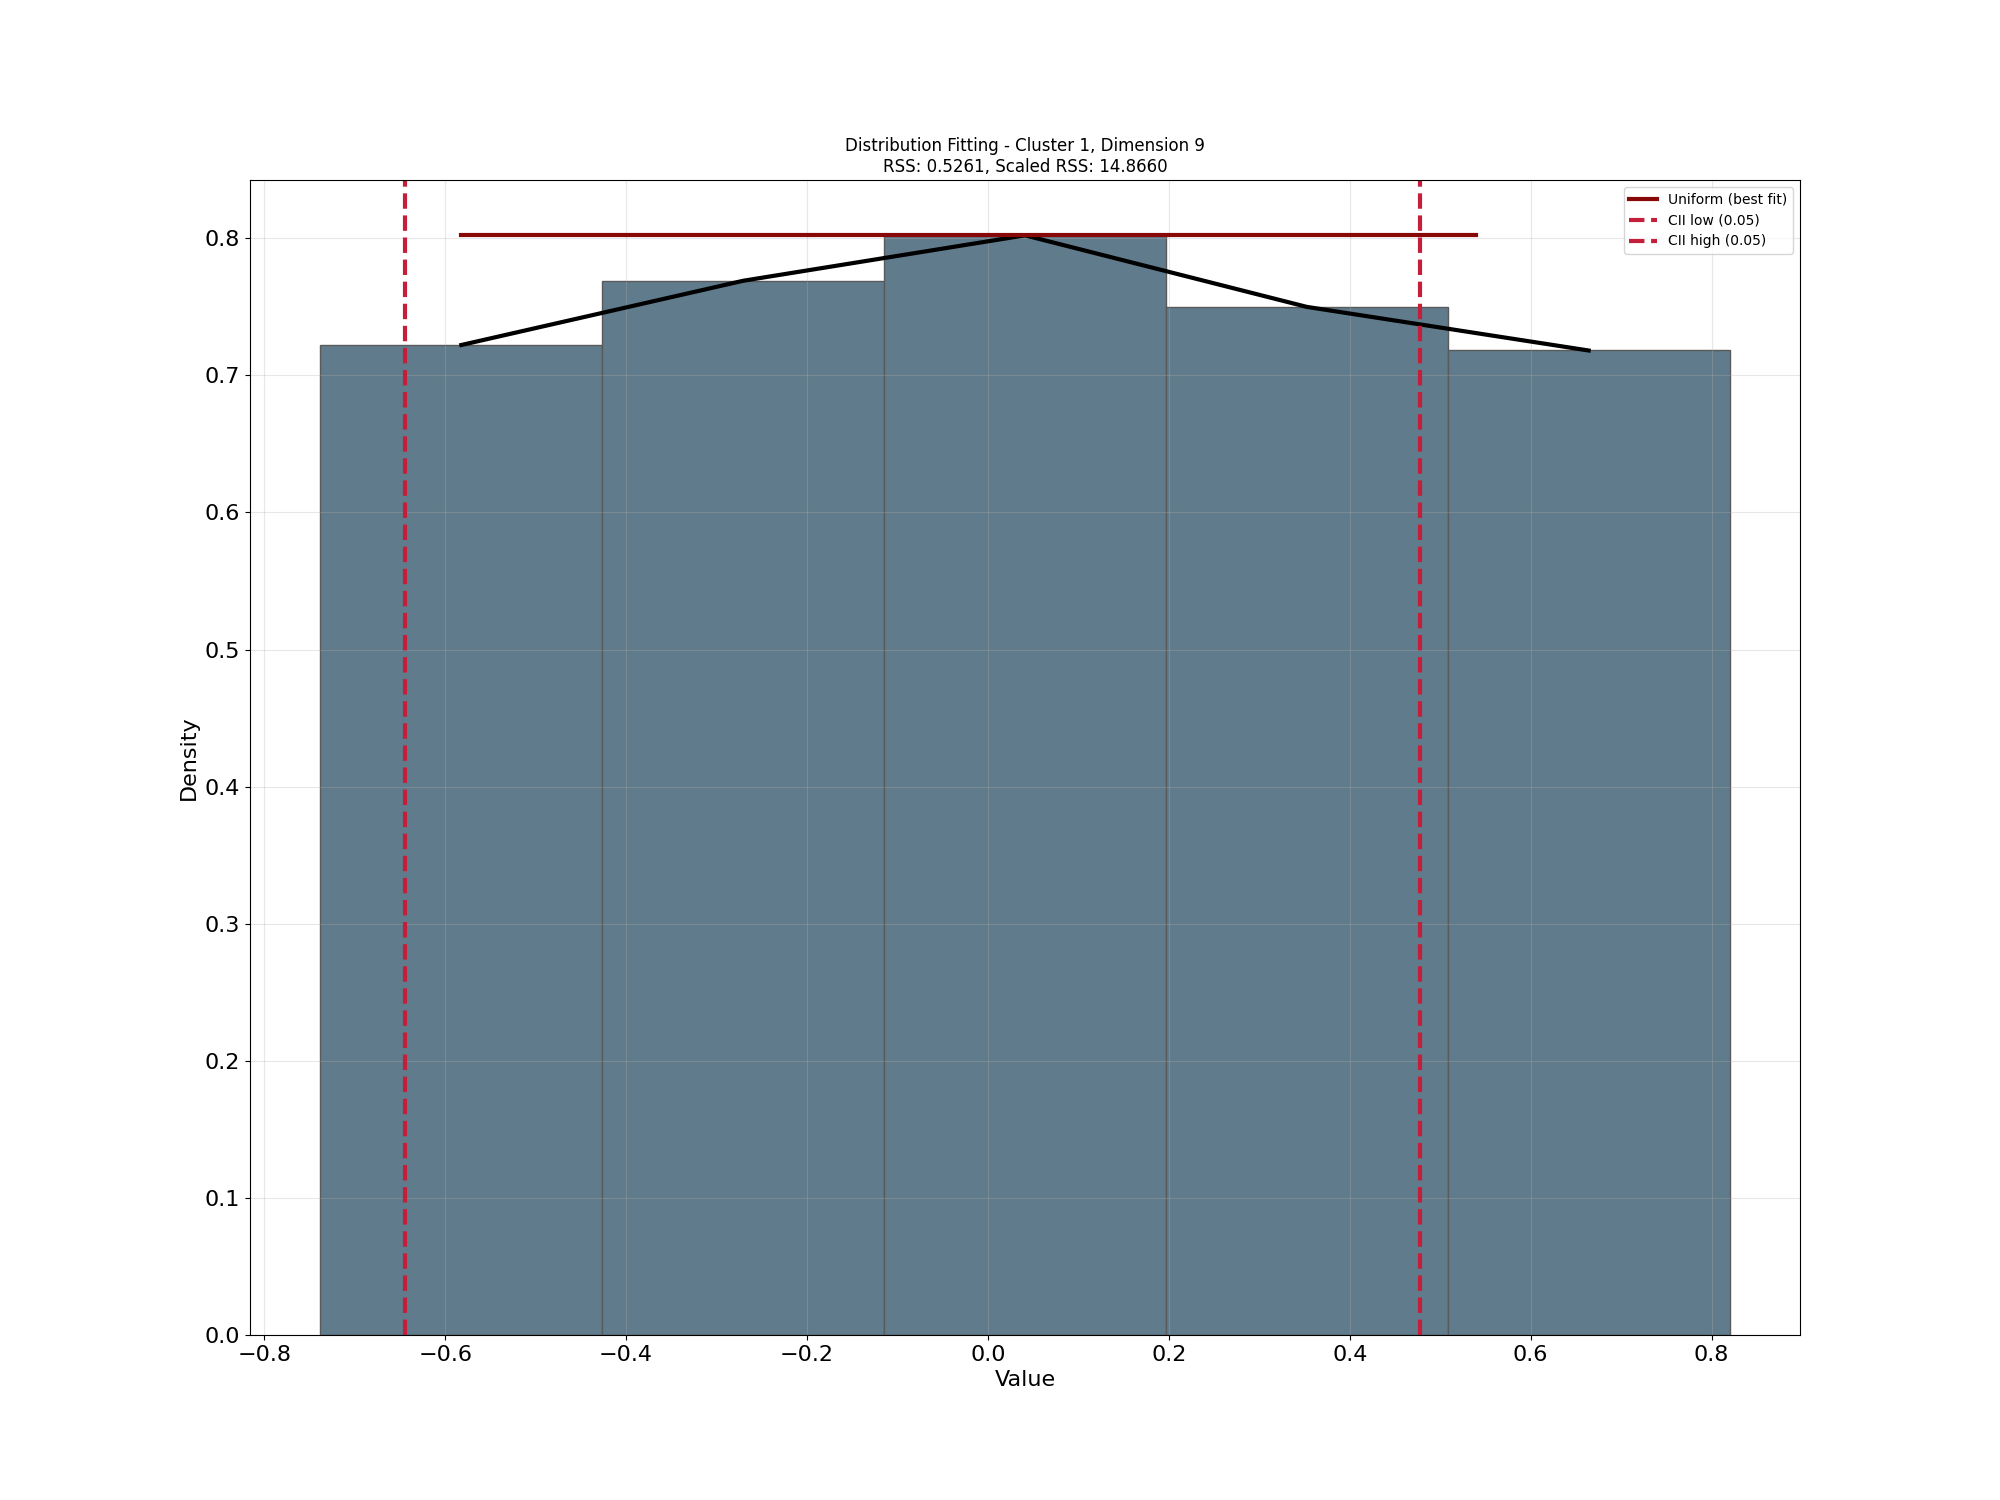 Distribution Fitting - Cluster 1, Dimension 9
RSS: 0.5261, Scaled RSS: 14.8660
Uniform (best fit)
CII low (0.05)
CII high (0.05)
0.8
0.7
0.6
0.5
0.4
0.3
0.2
0.1
0.0
Density
−0.8 −0.6 −0.4 −0.2 0.0 0.2 0.4 0.6 0.8
Value